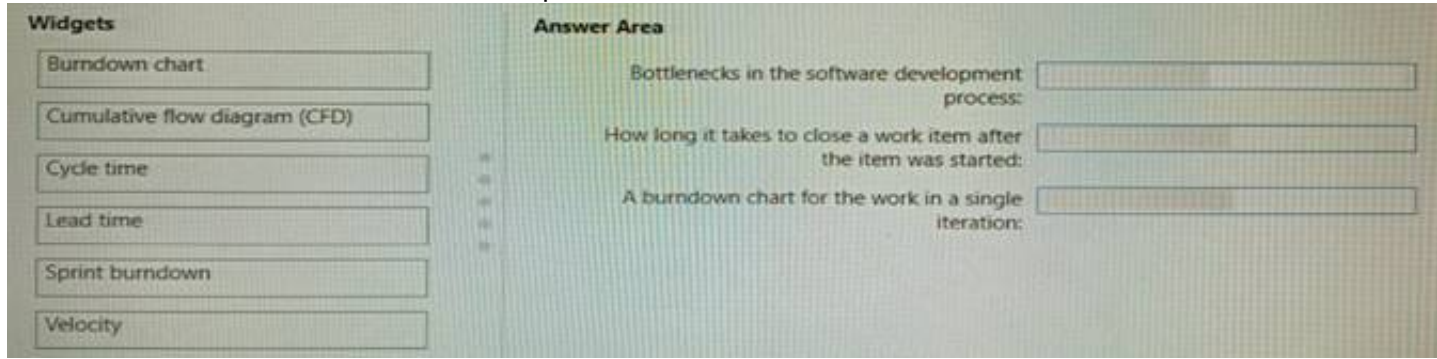 Widgets
Burndown chart
Cumulative flow diagram (CFD)
Cycle time
Lead time
Sprint burndown
Velocity
Answer Area
Bottlenecks in the software development
process:
How long it takes to close a work item after
the item was started:
A burndown chart for the work in a single
iteration: